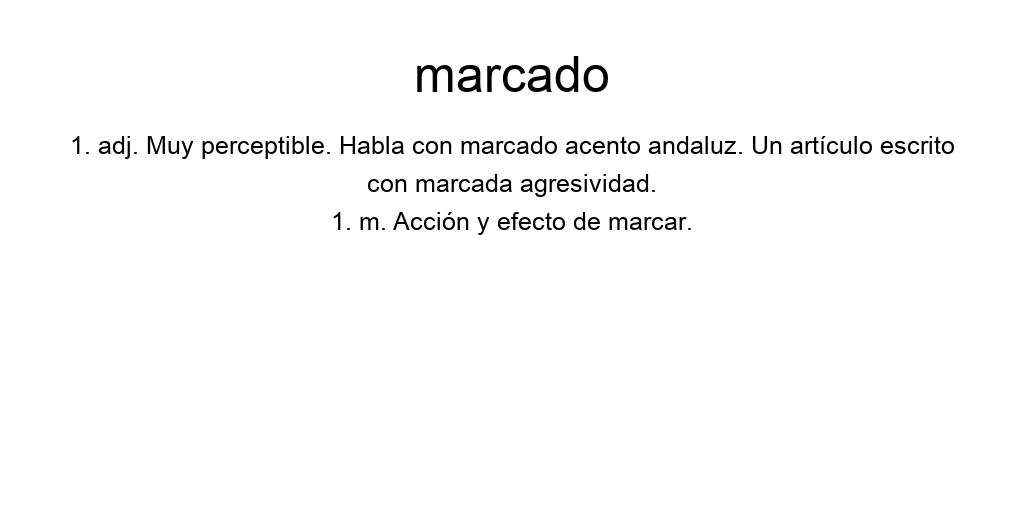 marcado
1. adj. Muy perceptible. Habla con marcado acento andaluz. Un artículo escrito
con marcada agresividad.
1. m. Acción y efecto de marcar.